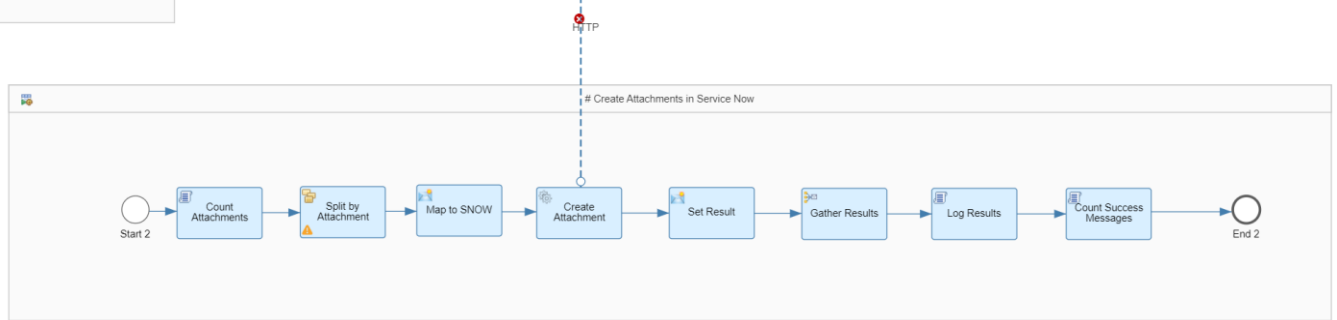 HTTP
# Create Attachments in Service Now
Start 2
Count
Attachments
Split by
Attachment
Map to SNOW
Create
Attachment
Set Result
Gather Results
Log Results
Count Success
Messages
End 2